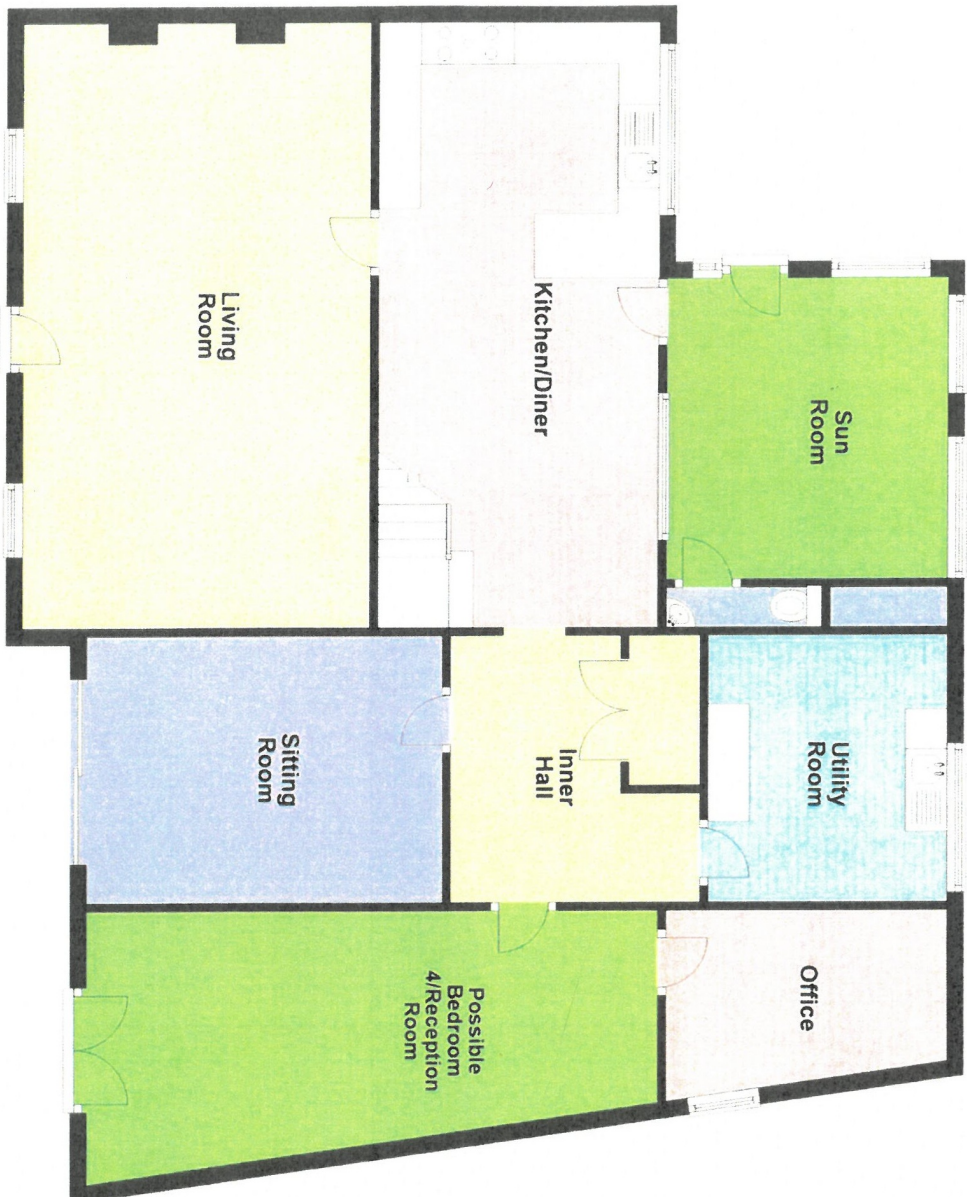 Sun
Room
Utility
Room
Office
Kitchen/Diner
Inner
Hall
Possible
Bedroom
4/Reception
Room
Living
Room
Sitting
Room